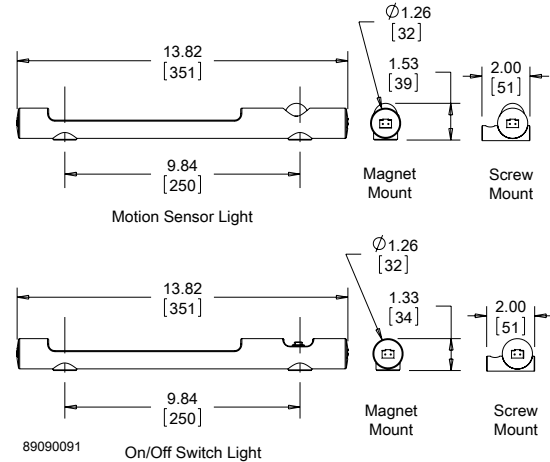 13.82
[351]
Ø1.26
[32]
1.53
[39]
2.00
[51]
9.84
[250]
Magnet
Mount
Screw
Mount
Motion Sensor Light
13.82
[351]
Ø1.26
[32]
1.33
[34]
2.00
[51]
9.84
[250]
Magnet
Mount
Screw
Mount
89090091
On/Off Switch Light